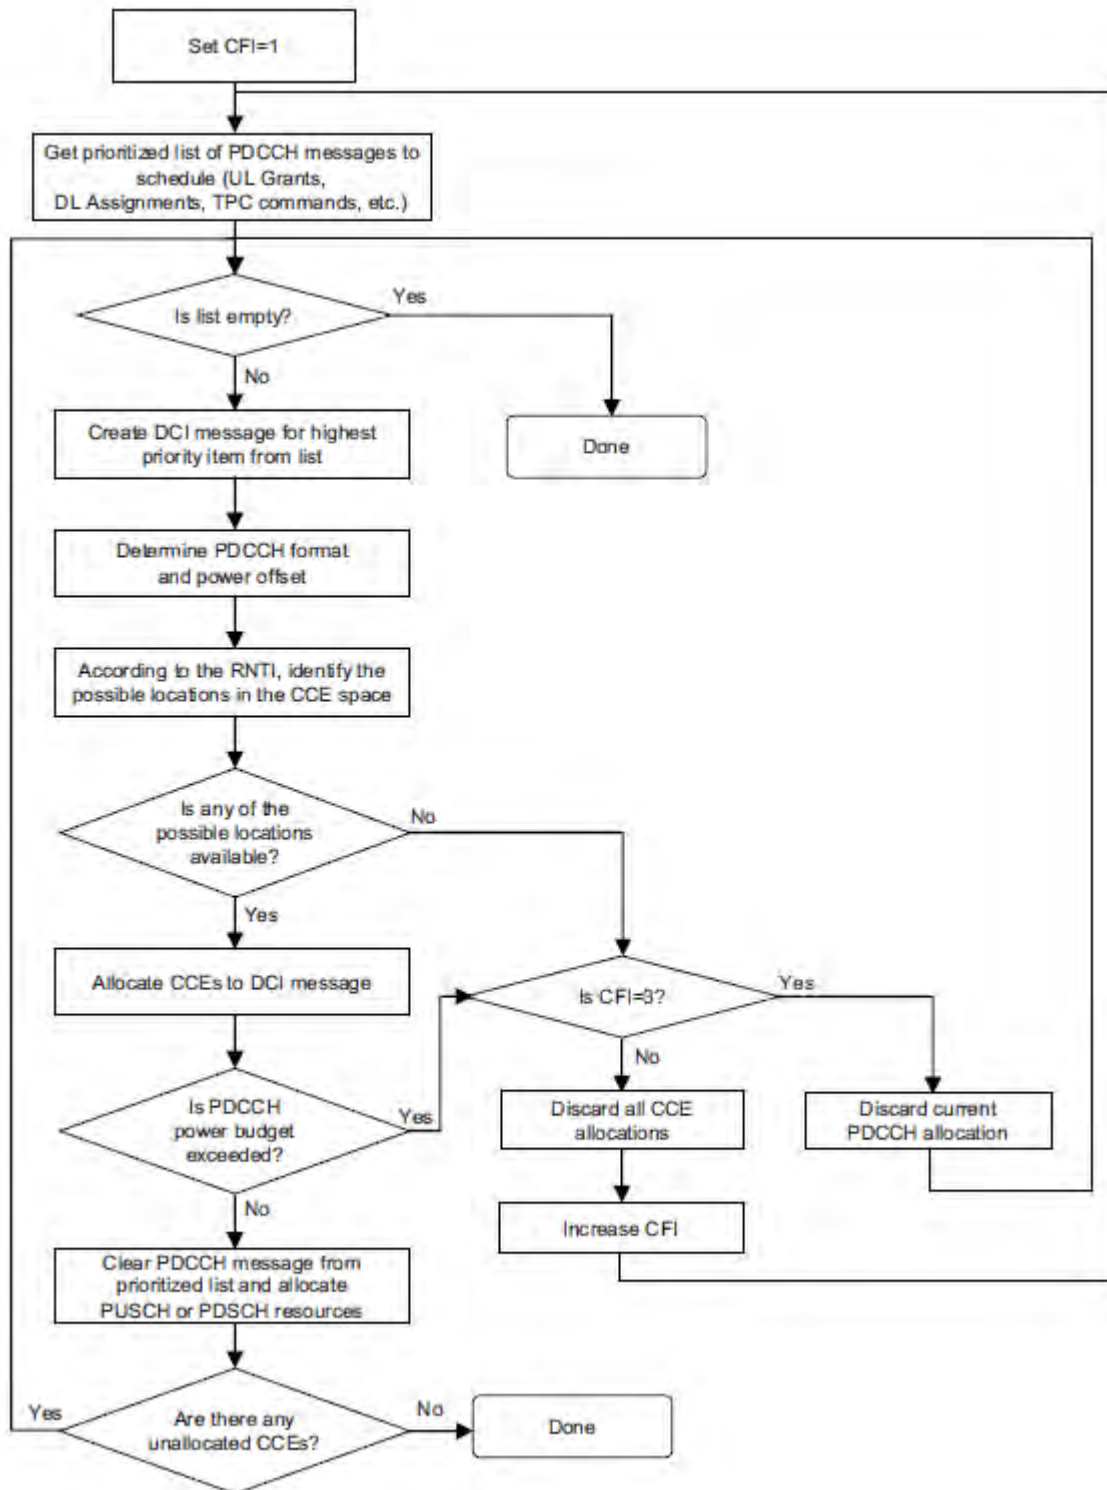 Set CFI=1
Get prioritized list of PDCCH messages to
schedule (UL Grants,
DL Assignments, TPC commands, etc.)
Is list empty?
Yes
No
Create DCI message for highest
priority item from list
Done
Determine PDCCH format
and power offset
According to the RNTI, identify the
possible locations in the CCE space
Is any of the
possible locations
available?
No
Yes
Allocate CCEs to DCI message
Is CFI=3?
Yes
No
Is PDCCH
power budget
exceeded?
Yes
No
Discard all CCE
allocations
Discard current
PDCCH allocation
Increase CFI
Clear PDCCH message from
prioritized list and allocate
PUSCH or PDSCH resources
Are there any
unallocated CCEs?
Yes
No
Done